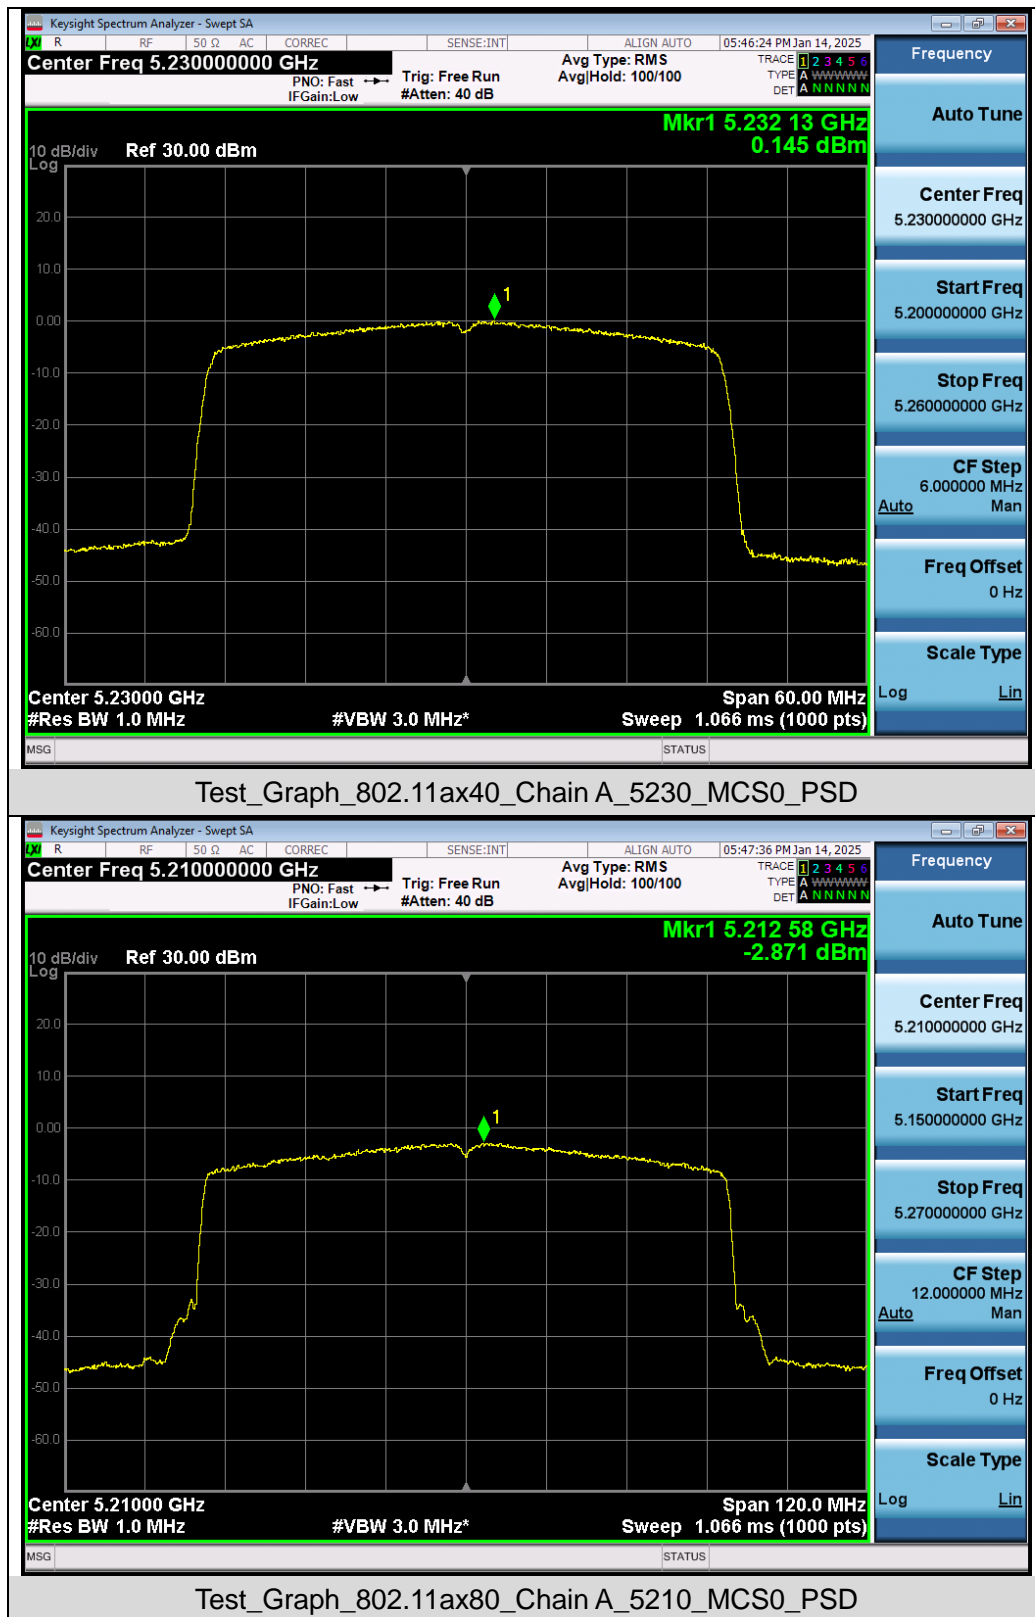 Keysight Spectrum Analyzer - Swept SA
LXI R RF 50 Ω AC CORREC SENSE:INT ALIGN AUTO 05:46:24 PM Jan 14, 2025
Center Freq 5.230000000 GHz
PNO: Fast
IFGain:Low
Trig: Free Run
#Atten: 40 dB
Avg Type: RMS
Avg|Hold: 100/100
TRACE 1 2 3 4 5 6
TYPE A WWWWW
DET A N N N N N
Mkr1 5.232 13 GHz
0.145 dBm
10 dB/div Ref 30.00 dBm
Log
1
20.0
10.0
0.00
-10.0
-20.0
-30.0
-40.0
-50.0
-60.0
Center 5.23000 GHz Span 60.00 MHz
#Res BW 1.0 MHz #VBW 3.0 MHz* Sweep 1.066 ms (1000 pts)
MSG STATUS
Frequency
Auto Tune
Center Freq
5.230000000 GHz
Start Freq
5.200000000 GHz
Stop Freq
5.260000000 GHz
CF Step
6.000000 MHz
Auto Man
Freq Offset
0 Hz
Scale Type
Log Lin
Test_Graph_802.11ax40_Chain A_5230_MCS0_PSD
Keysight Spectrum Analyzer - Swept SA
LXI R RF 50 Ω AC CORREC SENSE:INT ALIGN AUTO 05:47:36 PM Jan 14, 2025
Center Freq 5.210000000 GHz
PNO: Fast
IFGain:Low
Trig: Free Run
#Atten: 40 dB
Avg Type: RMS
Avg|Hold: 100/100
TRACE 1 2 3 4 5 6
TYPE A WWWWW
DET A N N N N N
Mkr1 5.212 58 GHz
-2.871 dBm
10 dB/div Ref 30.00 dBm
Log
1
20.0
10.0
0.00
-10.0
-20.0
-30.0
-40.0
-50.0
-60.0
Center 5.21000 GHz Span 120.0 MHz
#Res BW 1.0 MHz #VBW 3.0 MHz* Sweep 1.066 ms (1000 pts)
MSG STATUS
Frequency
Auto Tune
Center Freq
5.210000000 GHz
Start Freq
5.150000000 GHz
Stop Freq
5.270000000 GHz
CF Step
12.000000 MHz
Auto Man
Freq Offset
0 Hz
Scale Type
Log Lin
Test_Graph_802.11ax80_Chain A_5210_MCS0_PSD